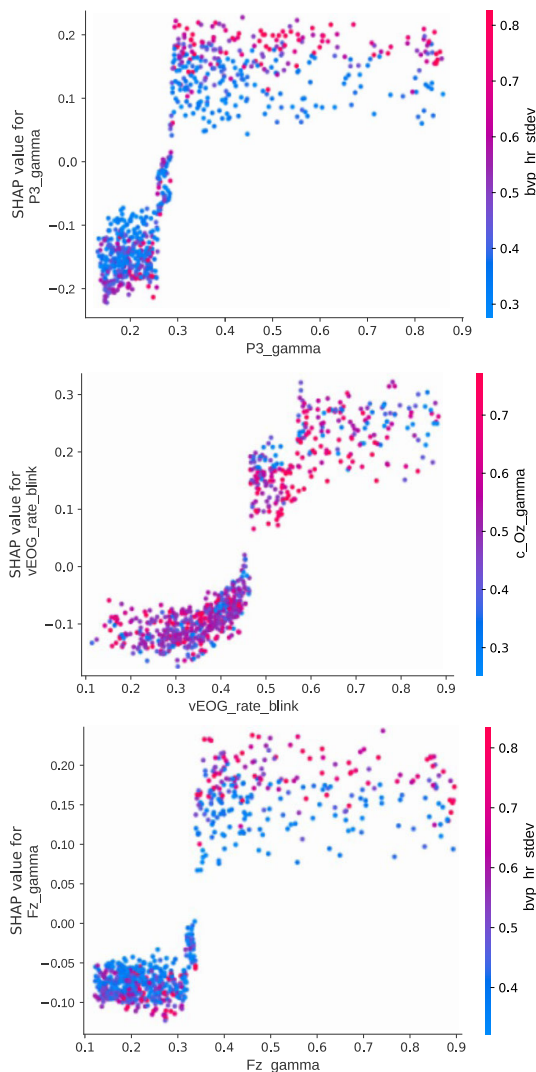 0.2
0.1
0.0
−0.1
−0.2
SHAP value for
P3_gamma
0.2 0.3 0.4 0.5 0.6 0.7 0.8 0.9
P3_gamma
0.8
0.7
0.6
0.5
0.4
0.3
bvp_hr_stdev
0.3
0.2
0.1
0.0
−0.1
SHAP value for
vEOG_rate_blink
0.1 0.2 0.3 0.4 0.5 0.6 0.7 0.8 0.9
vEOG_rate_blink
0.7
0.6
0.5
0.4
0.3
c_Oz_gamma
0.20
0.15
0.10
0.05
0.00
−0.05
−0.10
SHAP value for
Fz_gamma
0.1 0.2 0.3 0.4 0.5 0.6 0.7 0.8 0.9
Fz_gamma
0.8
0.7
0.6
0.5
0.4
bvp_hr_stdev